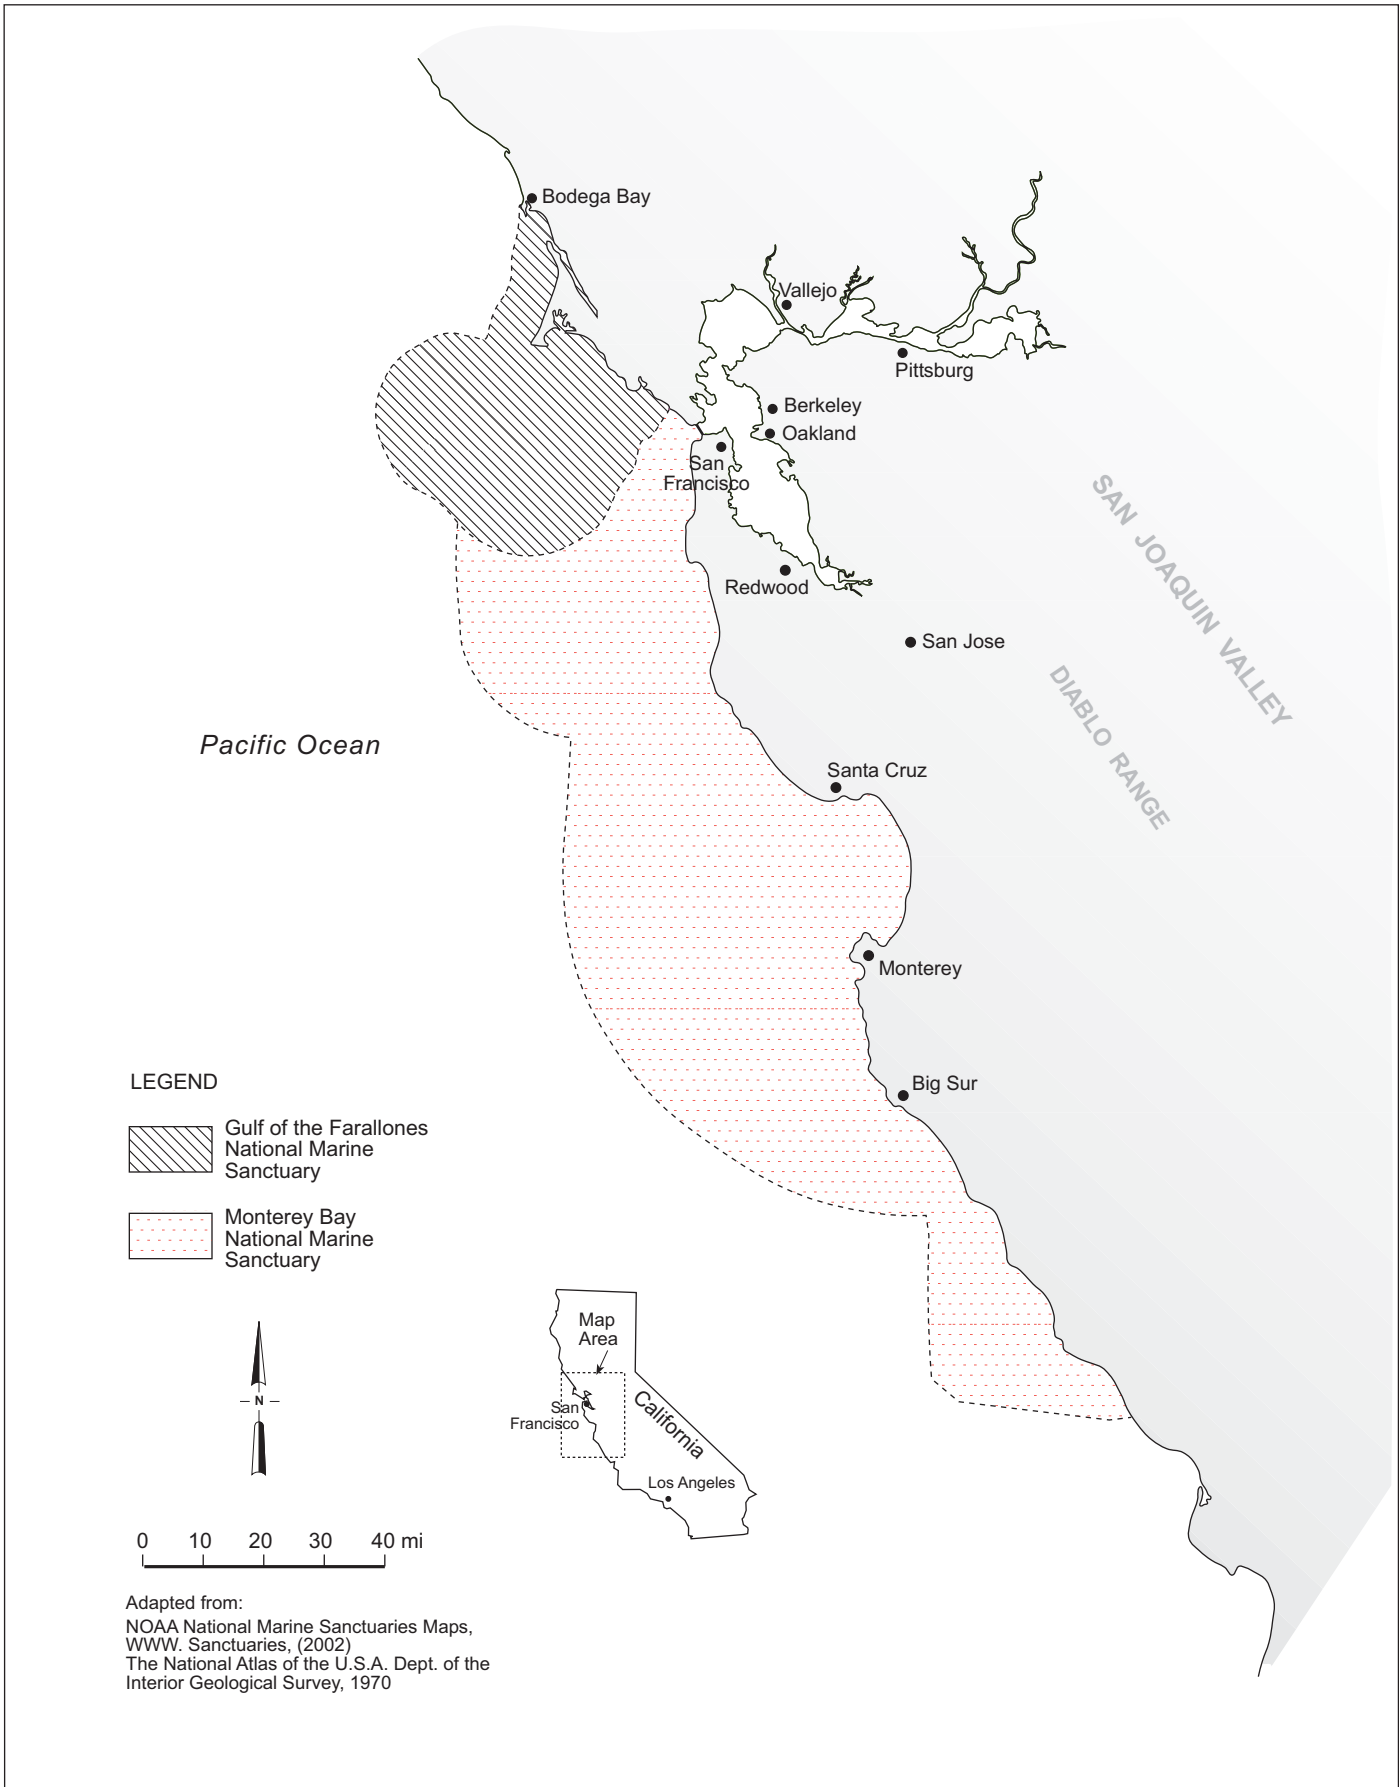 Bodega Bay
Vallejo
Pittsburg
Berkeley
Oakland
San
Francisco
SAN JOAQUIN VALLEY
Redwood
San Jose
DIABLO RANGE
Pacific Ocean
Santa Cruz
Monterey
Big Sur
LEGEND
Gulf of the Farallones
National Marine
Sanctuary
Monterey Bay
National Marine
Sanctuary
Map
Area
N
San
Francisco
California
Los Angeles
0 10 20 30 40 mi
Adapted from:
NOAA National Marine Sanctuaries Maps,
WWW. Sanctuaries, (2002)
The National Atlas of the U.S.A. Dept. of the
Interior Geological Survey, 1970